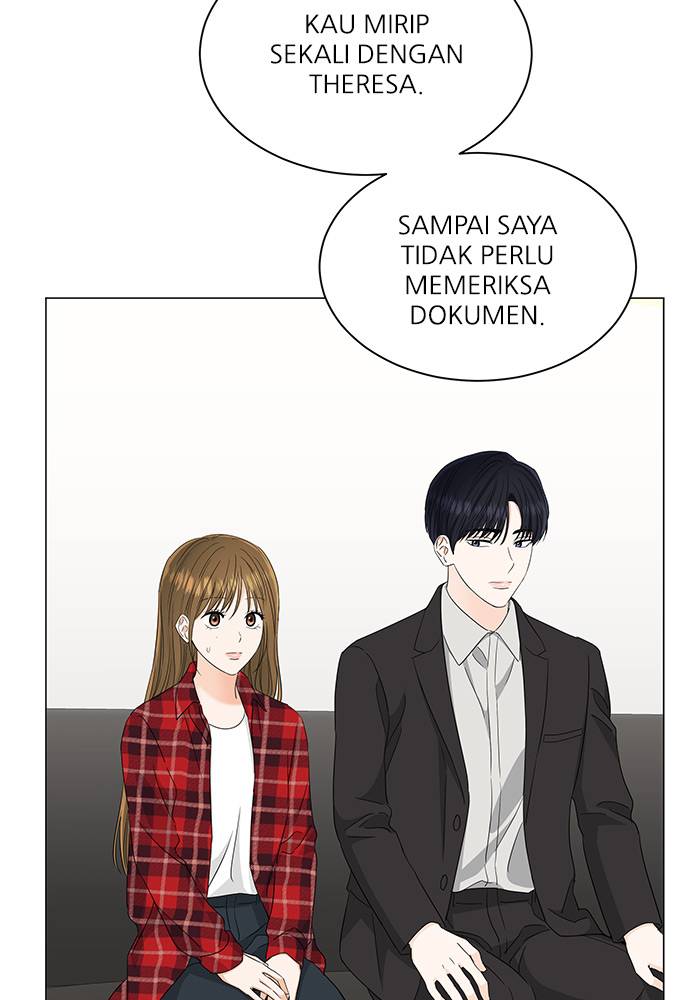 KAU MIRIP
SEKALI DENGAN
THERESA.
SAMPAI SAYA
TIDAK PERLU
MEMERIKSA
DOKUMEN.